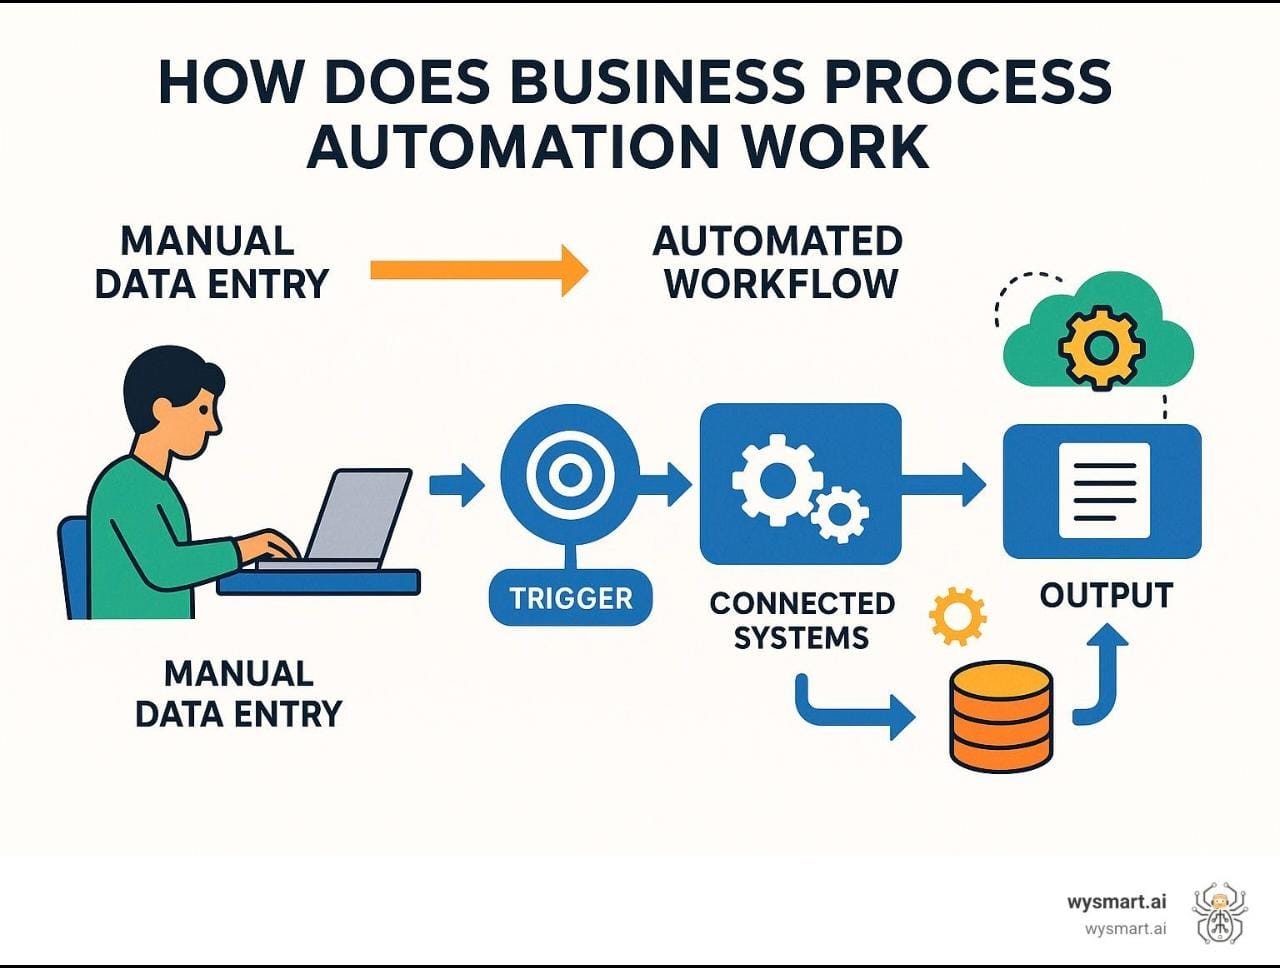 HOW DOES BUSINESS PROCESS
AUTOMATION WORK
MANUAL
DATA ENTRY
AUTOMATED
WORKFLOW
TRIGGER
CONNECTED
SYSTEMS
OUTPUT
MANUAL
DATA ENTRY
wysmart.ai
wysmart.ai